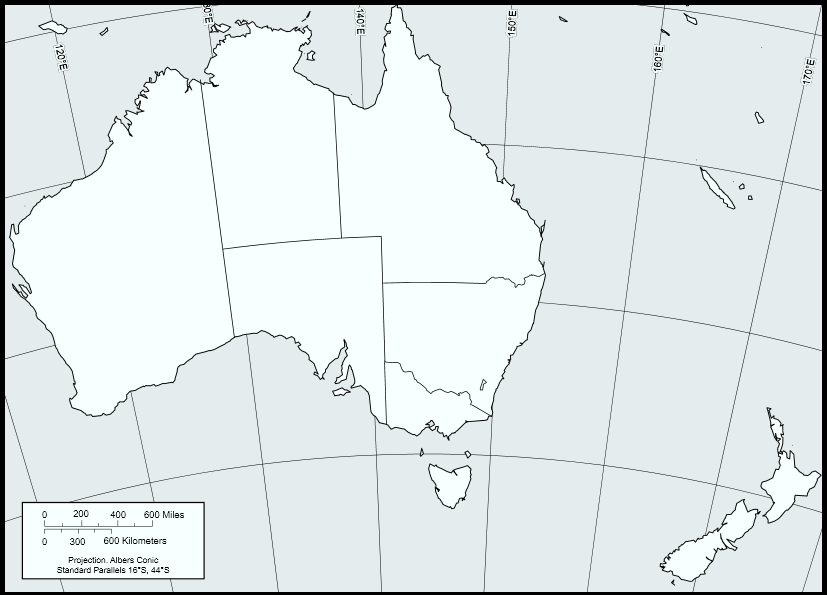 120°E
30°E
140°E
150°E
160°E
170°E
0 200 400 600 Miles
0 300 600 Kilometers
Projection. Albers Conic
Standard Parallels 16°S, 44°S